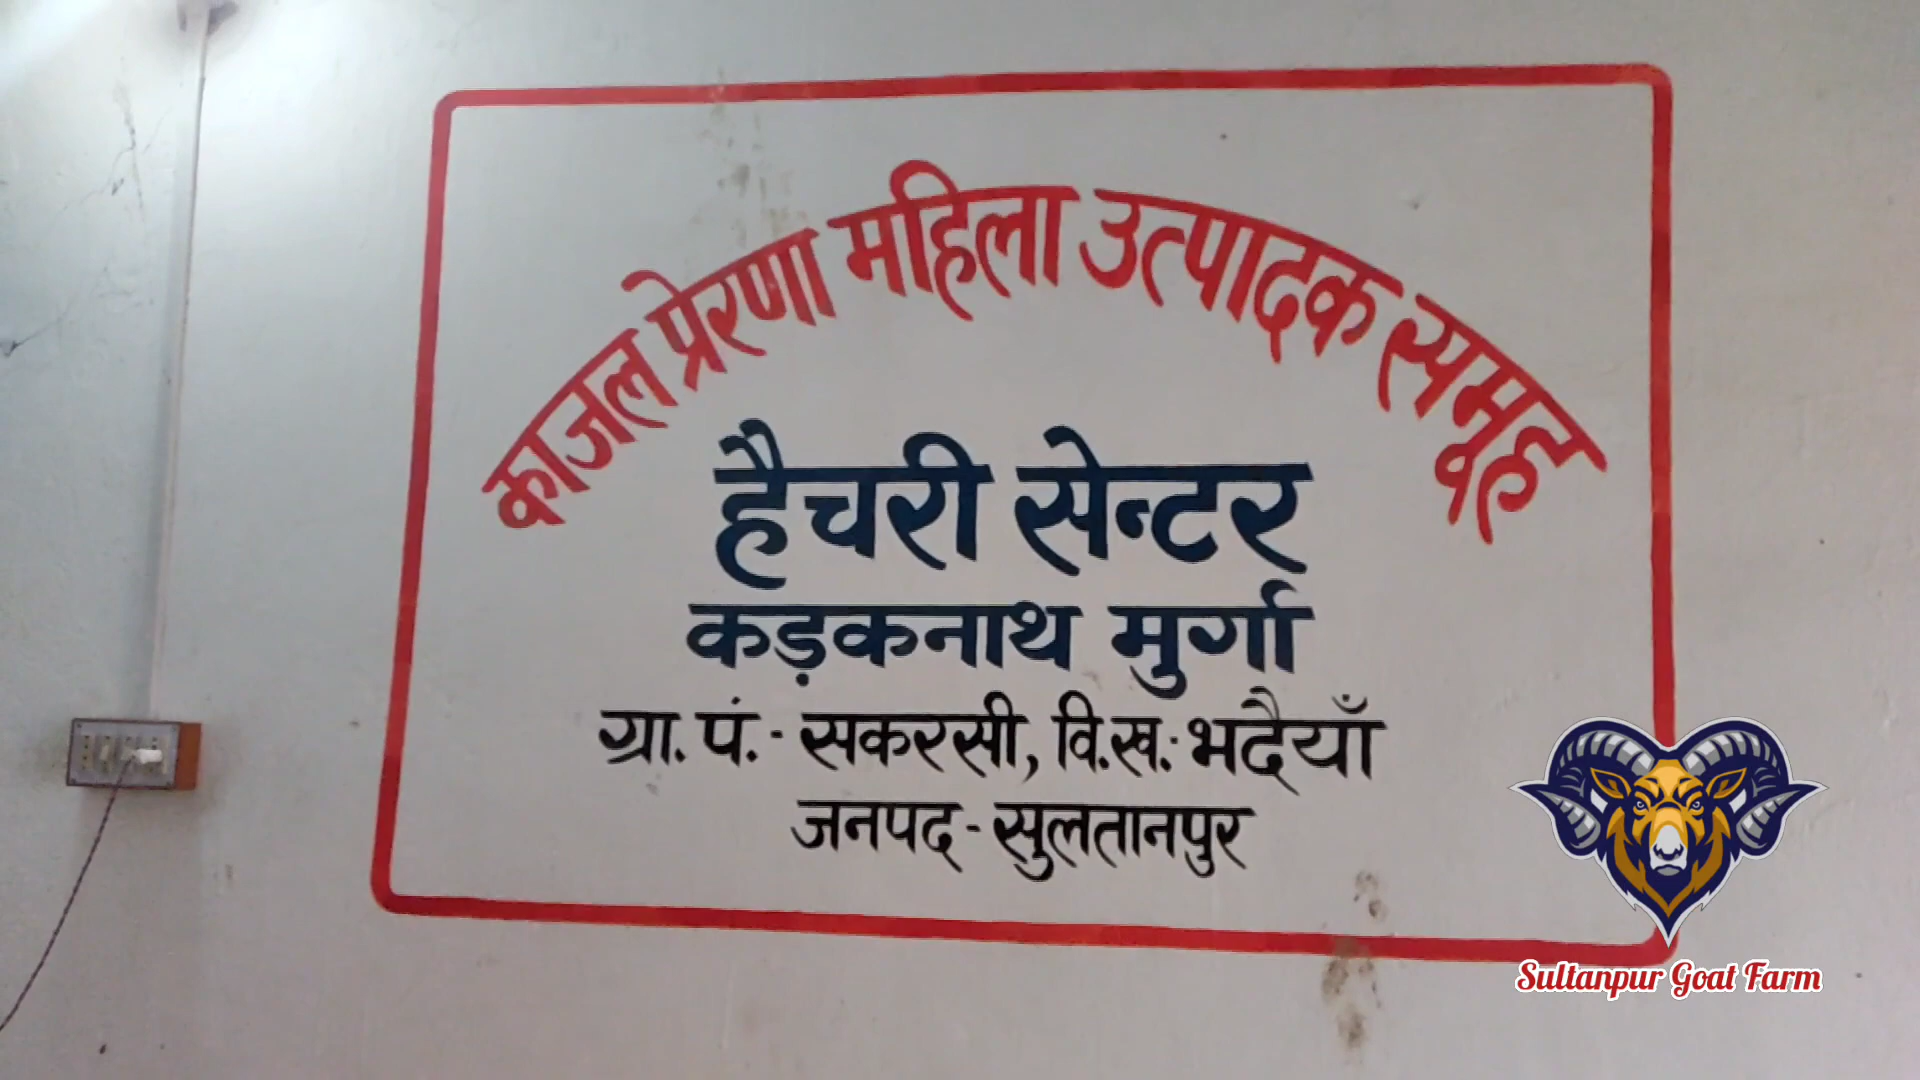 काजल प्रेरणा महिला उत्पादक समूह
हैचरी सेन्टर
कड़कनाथ मुर्गा
ग्रा. पं.- सकरसी, वि.ख.- भदैयाँ
जनपद - सुलतानपुर
Sultanpur Goat Farm